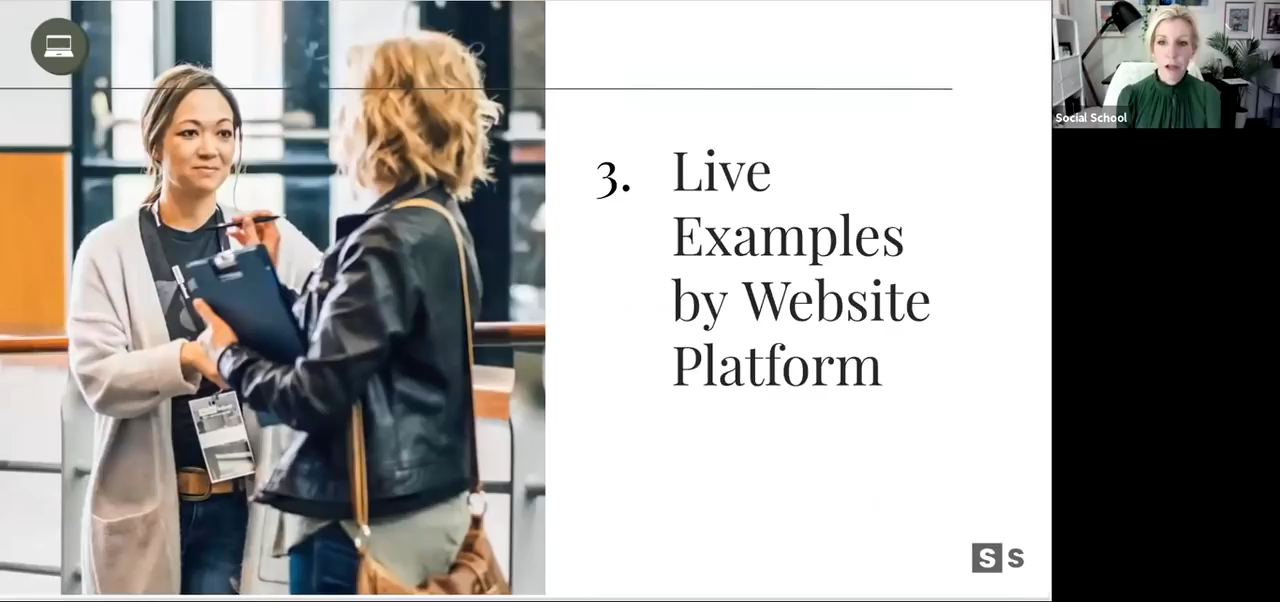 Social School
3. Live
Examples
by Website
Platform
S S